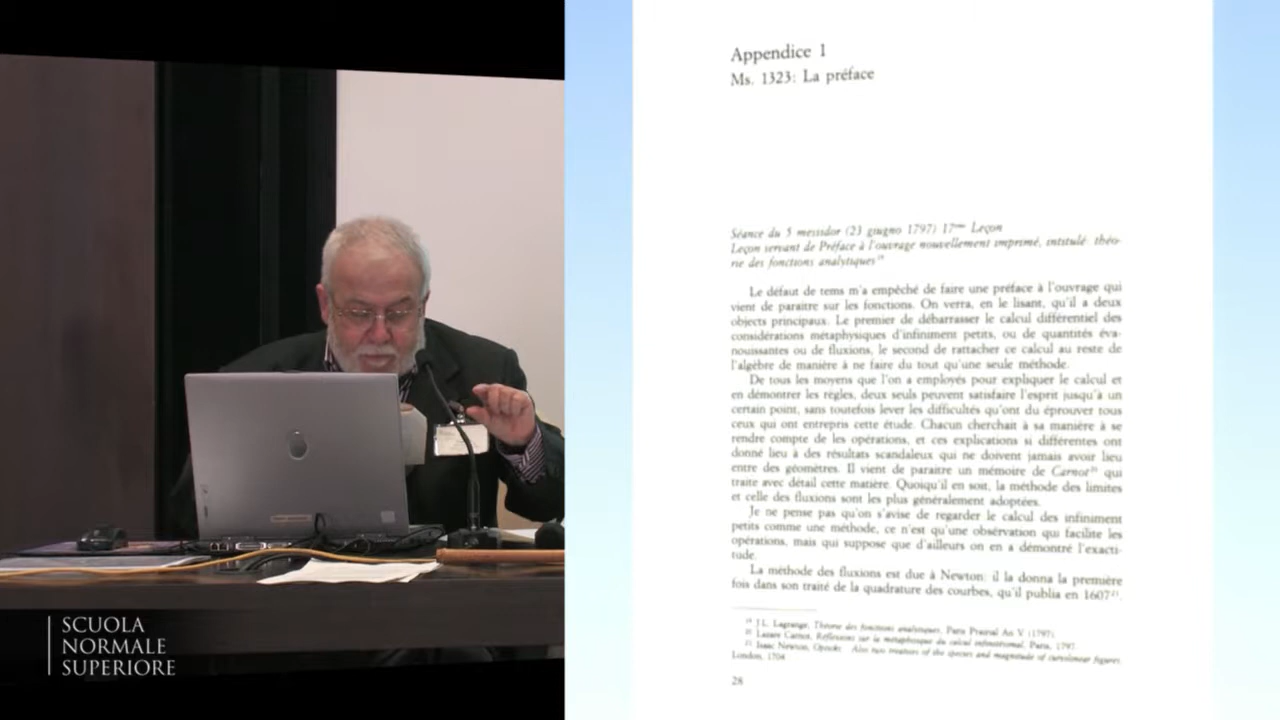 SCUOLA
NORMALE
SUPERIORE
Appendice 1
Ms. 1323: La préface
Séance du 5 messidor (23 giugno 1797) 17ᵐᵉ Leçon
Leçon servant de Préface à l'ouvrage nouvellement imprimé, intitulé: théo-
rie des fonctions analytiques¹⁹
Le défaut de tems m'a empêché de faire une préface à l'ouvrage qui
vient de paraitre sur les fonctions. On verra, en le lisant, qu'il a deux
objects principaux. Le premier de débarrasser le calcul différentiel des
considérations métaphysiques d'infiniment petits, ou de quantités éva-
nouissantes ou de fluxions, le second de rattacher ce calcul au reste de
l'algèbre de manière à ne faire du tout qu'une seule méthode.
De tous les moyens que l'on a employés pour expliquer le calcul et
en démontrer les règles, deux seuls peuvent satisfaire l'esprit jusqu'à un
certain point, sans toutefois lever les difficultés qu'ont du éprouver tous
ceux qui ont entrepris cette étude. Chacun cherchait à sa manière à se
rendre compte de les opérations, et ces explications si différentes ont
donné lieu à des résultats scandaleux qui ne doivent jamais avoir lieu
entre des géomètres. Il vient de paraitre un mémoire de Carnot²⁰ qui
traite avec détail cette matière. Quoiqu'il en soit, la méthode des limites
et celle des fluxions sont les plus généralement adoptées.
Je ne pense pas qu'on s'avise de regarder le calcul des infiniment
petits comme une méthode, ce n'est qu'une observation qui facilite les
opérations, mais qui suppose que d'ailleurs on en a démontré l'exacti-
tude.
La méthode des fluxions est due à Newton: il la donna la première
fois dans son traité de la quadrature des courbes, qu'il publia en 1607²¹.
¹⁹ J.L. Lagrange, Théorie des fonctions analytiques, Paris Prairial An V (1797).
²⁰ Lazare Carnot, Réflexions sur la métaphysique du calcul infinitésimal, Paris, 1797.
²¹ Isaac Newton, Opticks Also two treatises of the species and magnitude of curvilinear figures.
London, 1704
28